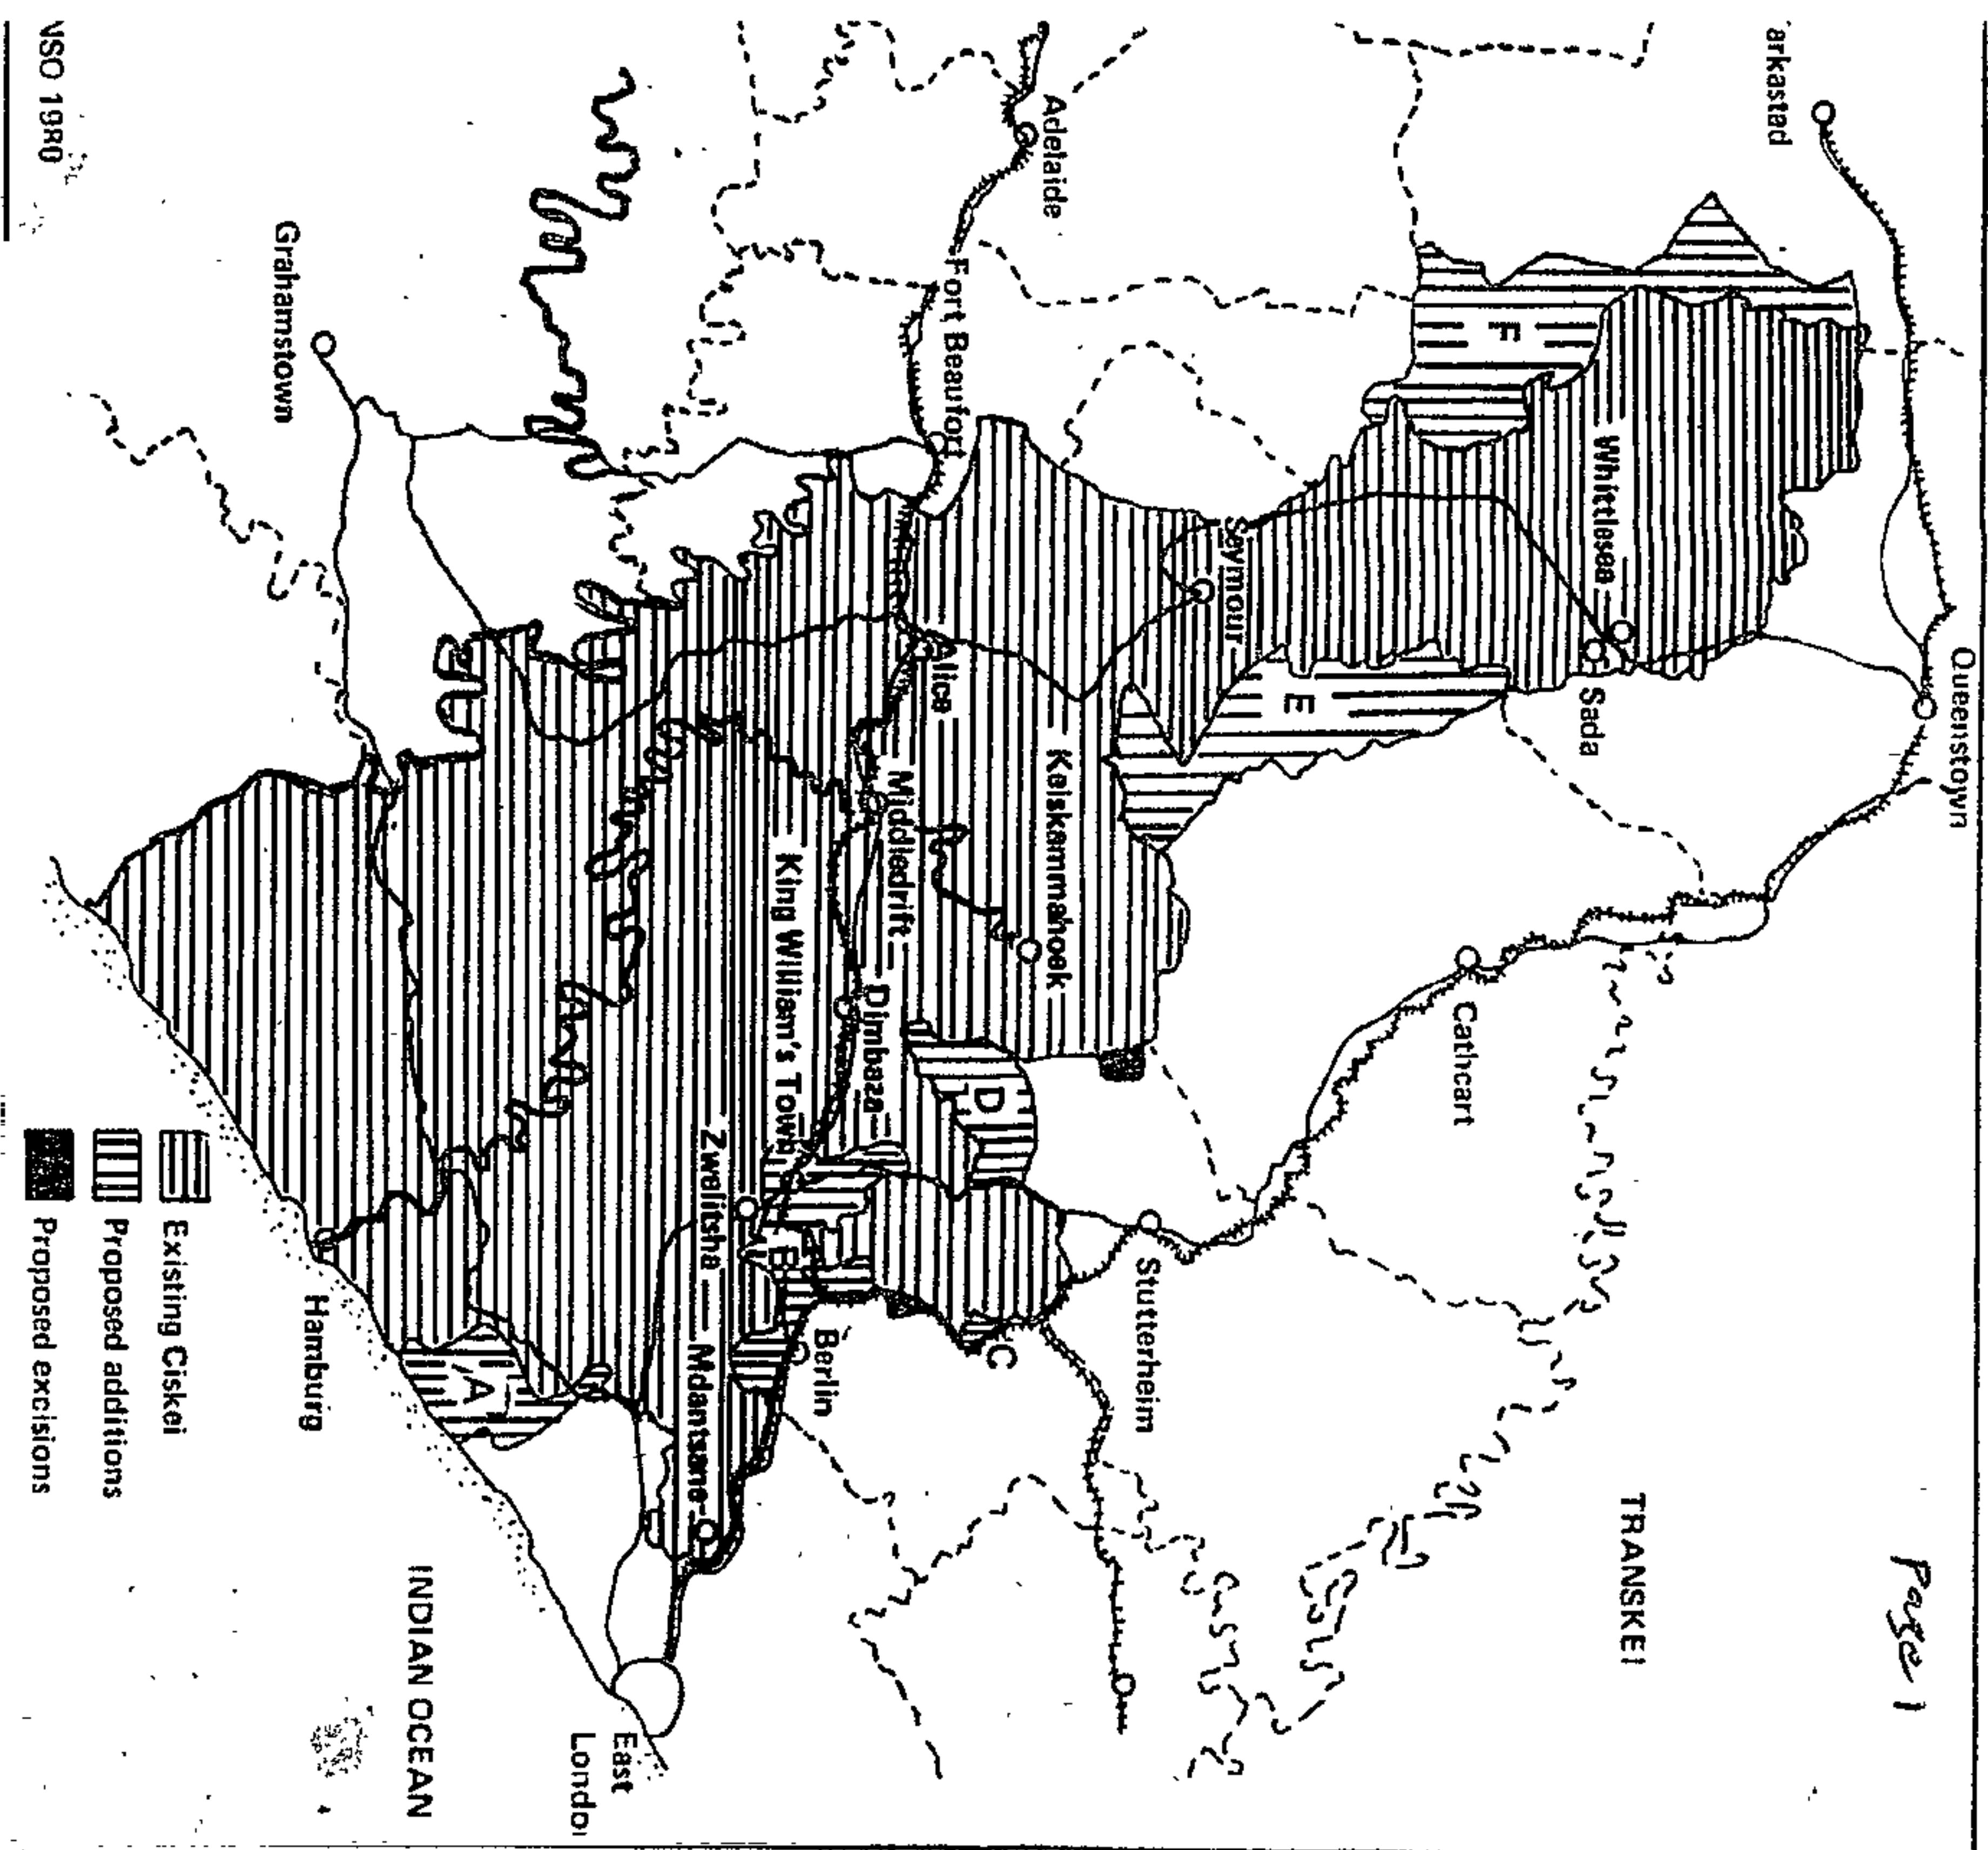 Page 1
arkastad
Queenstown
TRANSKEI
F
Whittlesea
Sada
E
Cathcart
Seymour
Stutterheim
Adelaide
Keiskammahoek
D
C
Fort Beaufort
Alice
Middledrift
Dimbaza
Berlin
King William's Town
B
Zwelitsha
Mdantsane
East
Londo
A
Grahamstown
Hamburg
INDIAN OCEAN
Existing Ciskei
Proposed additions
Proposed excisions
VSO 1980